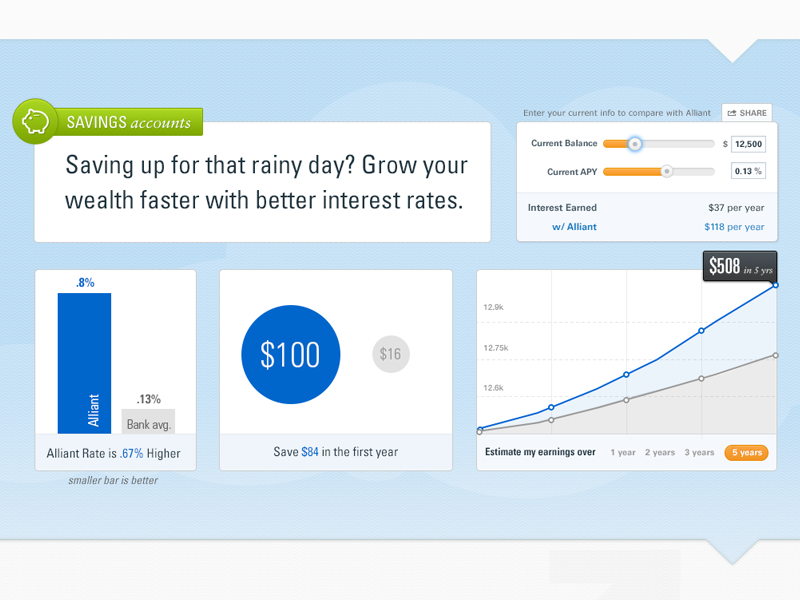 SAVINGS accounts
Saving up for that rainy day? Grow your
wealth faster with better interest rates.
Enter your current info to compare with Alliant
SHARE
Current Balance $ 12,500
Current APY 0.13 %
Interest Earned $37 per year
w/ Alliant $118 per year
.8%
Alliant
.13%
Bank avg.
Alliant Rate is .67% Higher
smaller bar is better
$100
$16
Save $84 in the first year
$508 in 5 yrs
12.9k
12.75k
12.6k
Estimate my earnings over 1 year 2 years 3 years 5 years